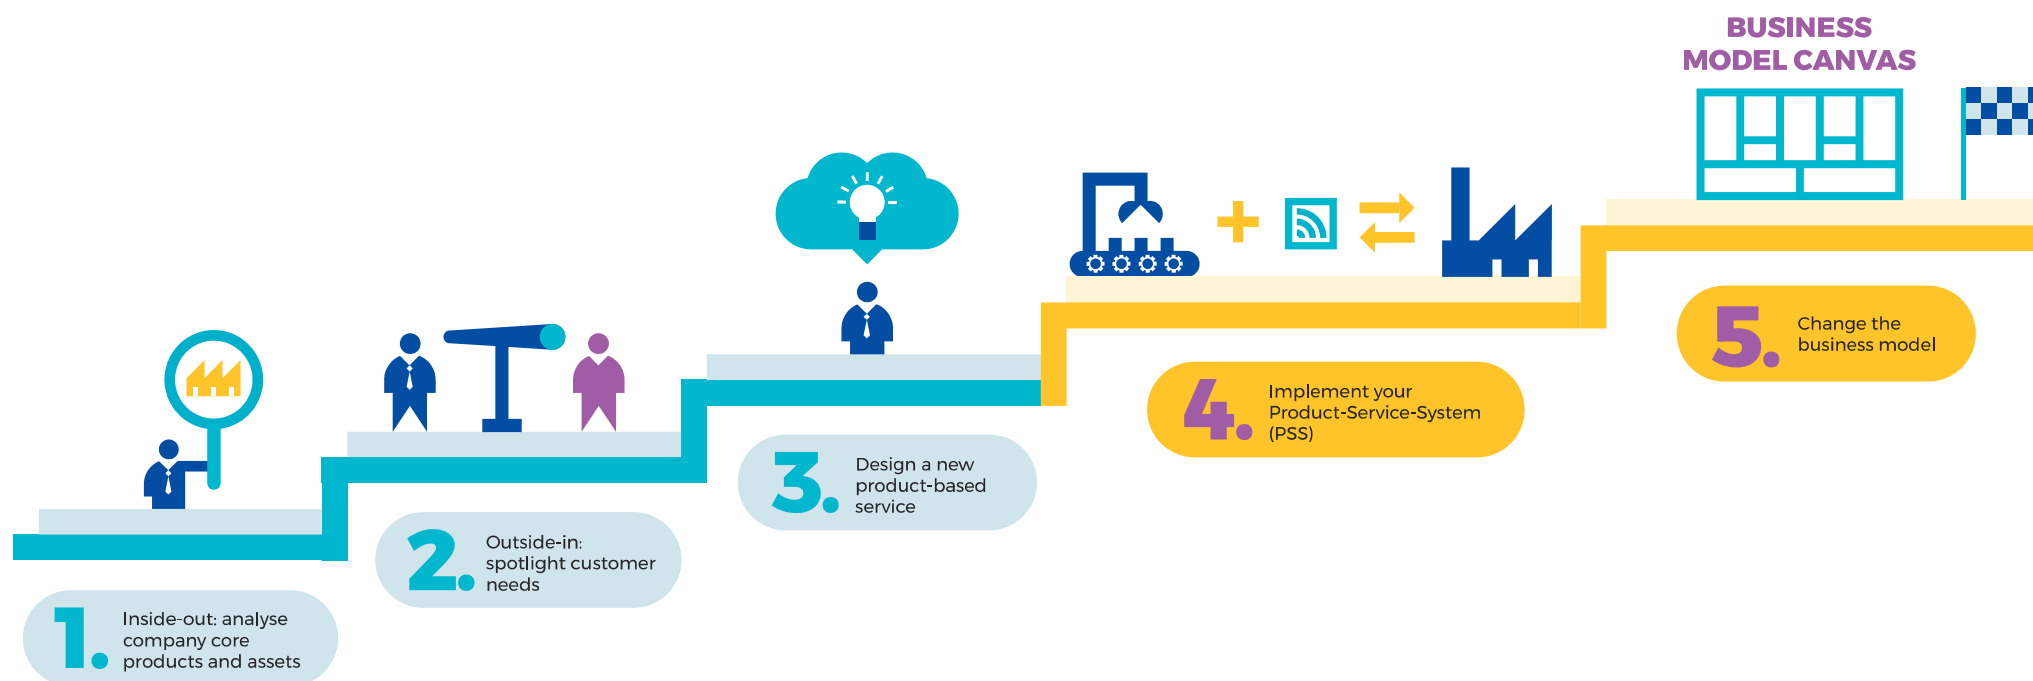 BUSINESS
MODEL CANVAS
1.
Inside-out: analyse
company core
products and assets
2.
Outside-in:
spotlight customer
needs
3.
Design a new
product-based
service
4.
Implement your
Product-Service-System
(PSS)
5.
Change the
business model